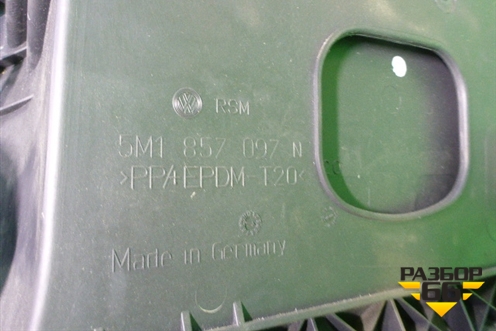 RSM
5M1 857 097 N
>PP/EPDM-T20<
Made in Germany
РАЗБОР
66